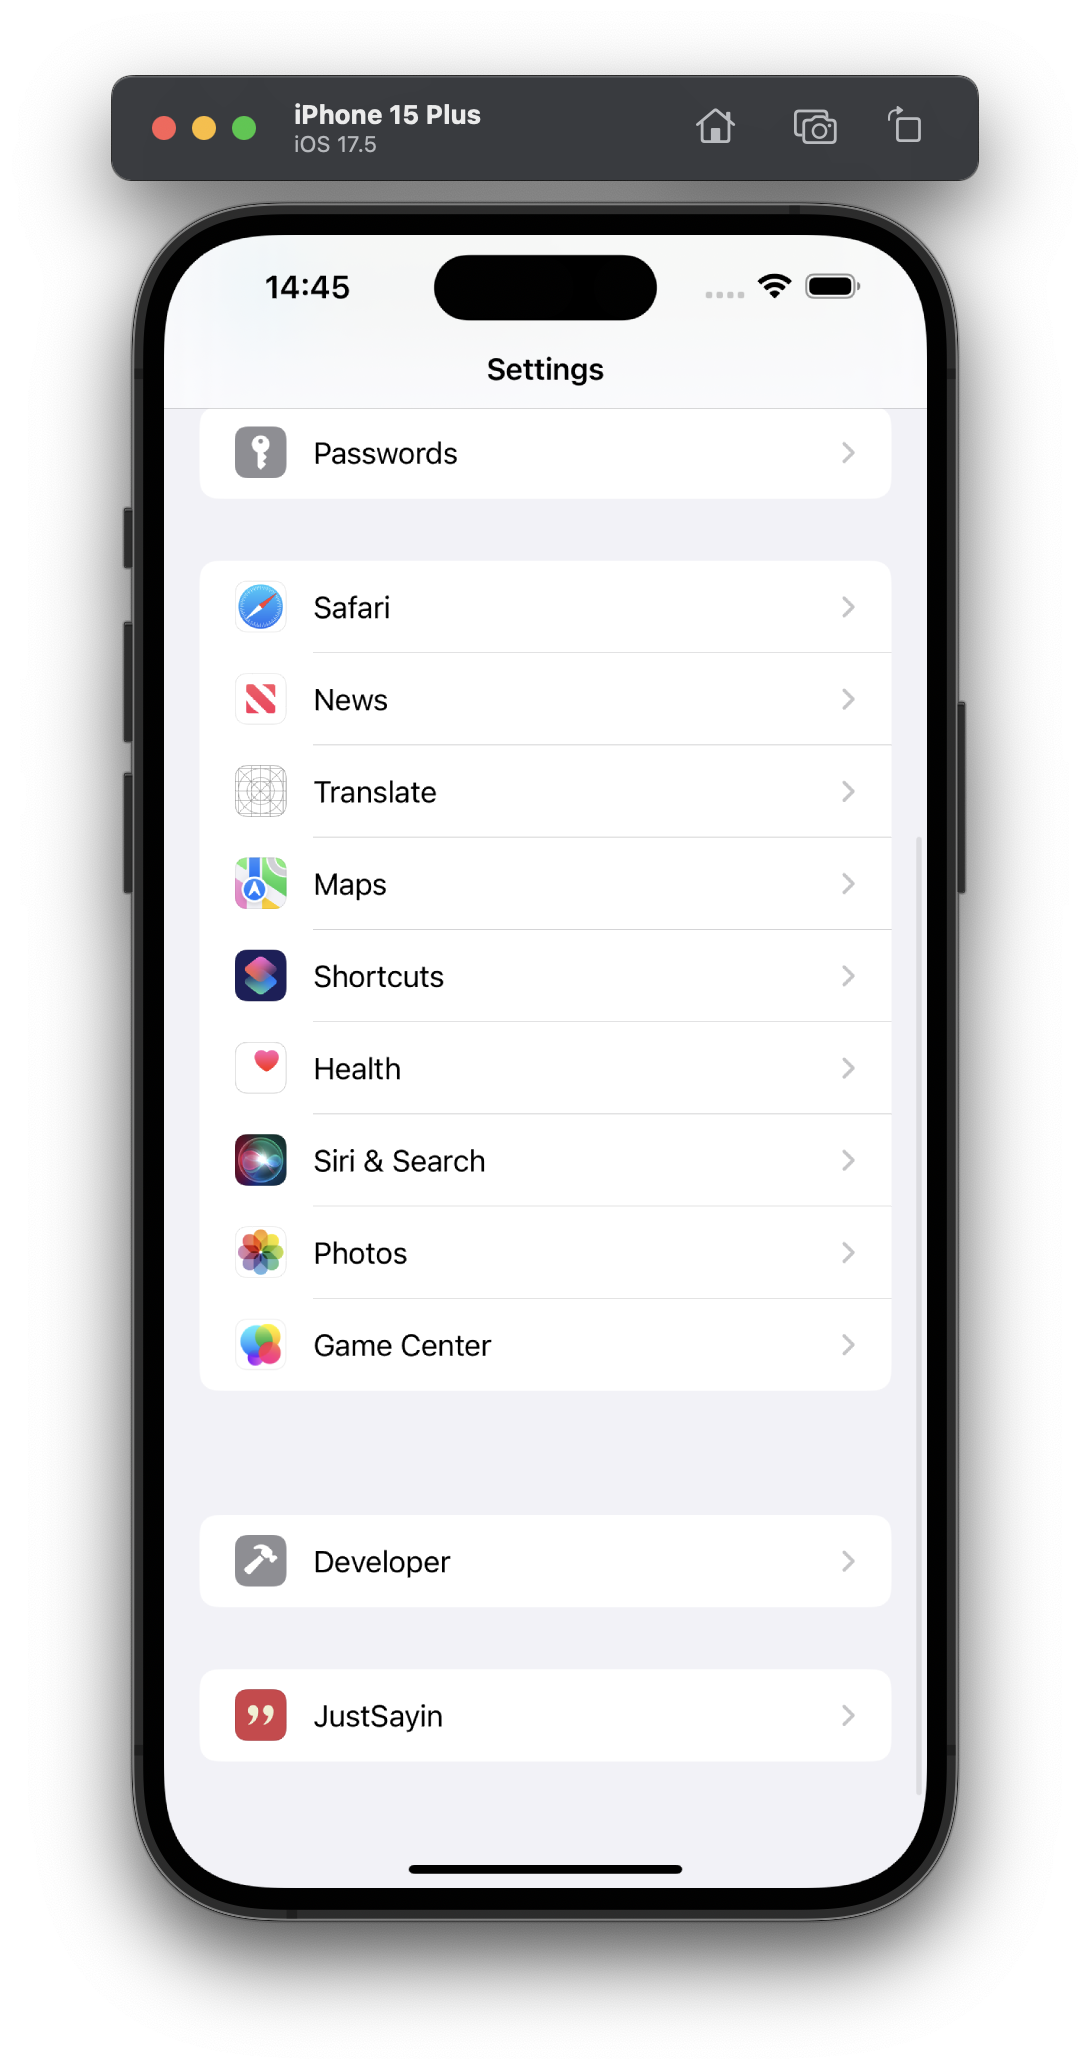 iPhone 15 Plus
iOS 17.5
14:45
Settings
Passwords
Safari
News
Translate
Maps
Shortcuts
Health
Siri & Search
Photos
Game Center
Developer
JustSayin